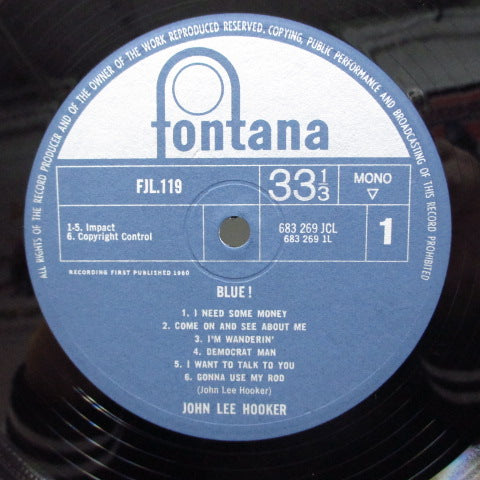 ALL RIGHTS OF THE RECORD PRODUCER AND OF THE OWNER OF THE WORK REPRODUCED RESERVED. COPYING, PUBLIC PERFORMANCE AND BROADCASTING OF THIS RECORD PROHIBITED
fontana
FJL.119
33 1/3
MONO
▽
1-5. Impact
6. Copyright Control
683 269 JCL
683 269 1L
1
RECORDING FIRST PUBLISHED 1960
BLUE!
1. I NEED SOME MONEY
2. COME ON AND SEE ABOUT ME
3. I'M WANDERIN'
4. DEMOCRAT MAN
5. I WANT TO TALK TO YOU
6. GONNA USE MY ROD
(John Lee Hooker)
JOHN LEE HOOKER